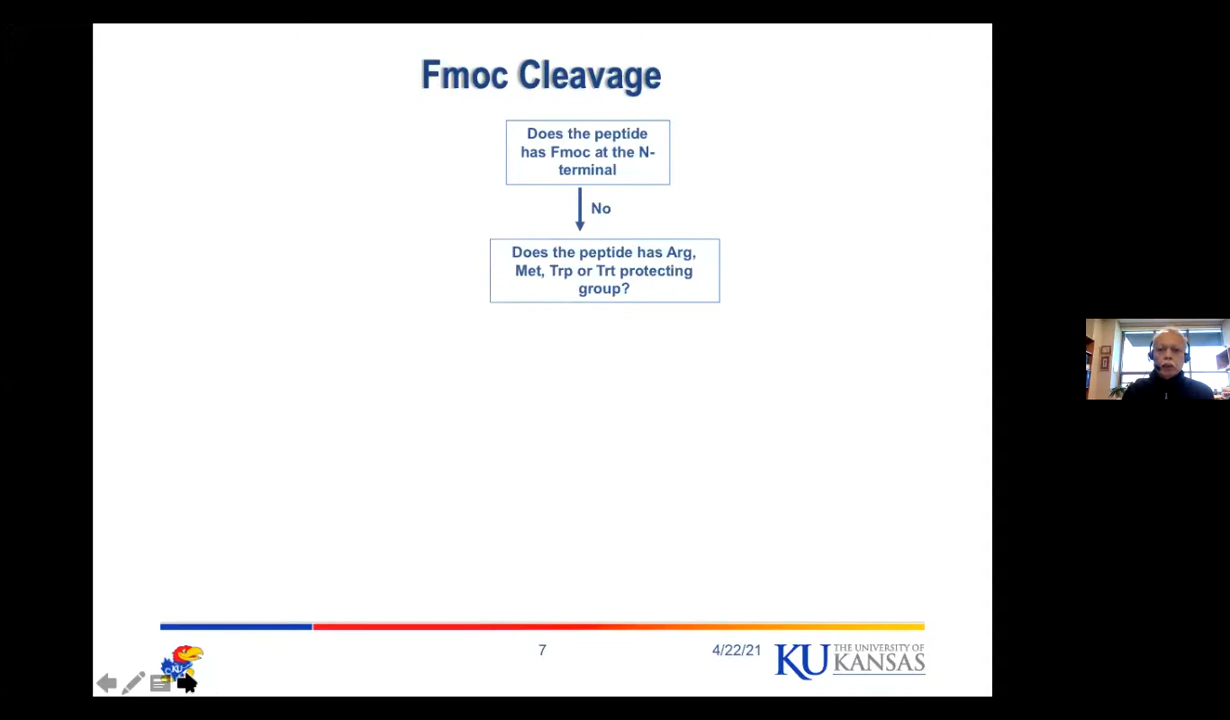 Fmoc Cleavage
Does the peptide
has Fmoc at the N-
terminal
No
Does the peptide has Arg,
Met, Trp or Trt protecting
group?
7
4/22/21
KU THE UNIVERSITY OF
KANSAS
KU